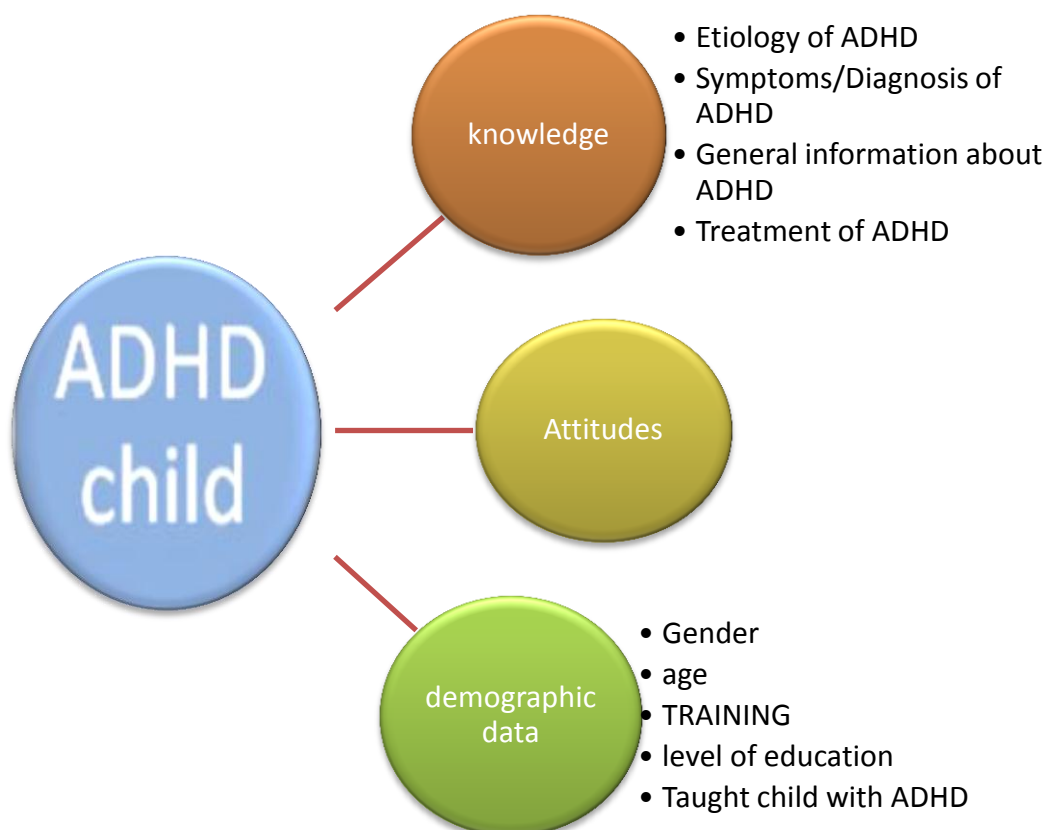 ADHD
child
knowledge
• Etiology of ADHD
• Symptoms/Diagnosis of
ADHD
• General information about
ADHD
• Treatment of ADHD
Attitudes
demographic
data
• Gender
• age
• TRAINING
• level of education
• Taught child with ADHD